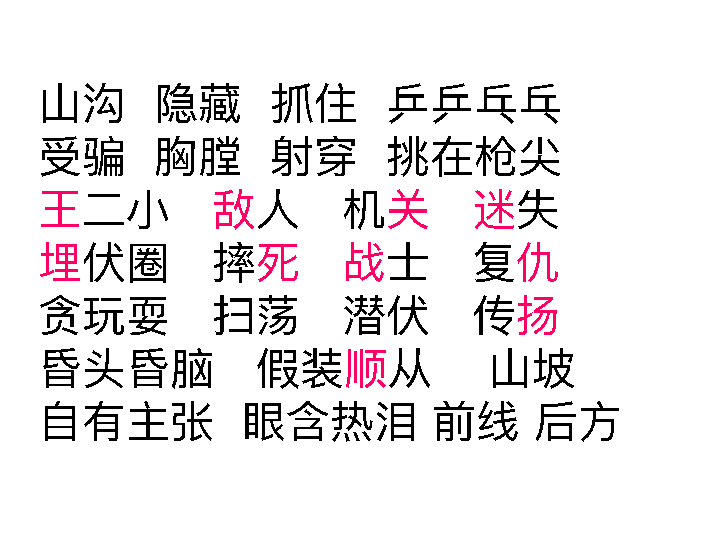 山沟 隐藏 抓住 乒乒乓乓
受骗 胸膛 射穿 挑在枪尖
王二小 敌人 机关 迷失
埋伏圈 摔死 战士 复仇
贪玩耍 扫荡 潜伏 传扬
昏头昏脑 假装顺从 山坡
自有主张 眼含热泪 前线 后方